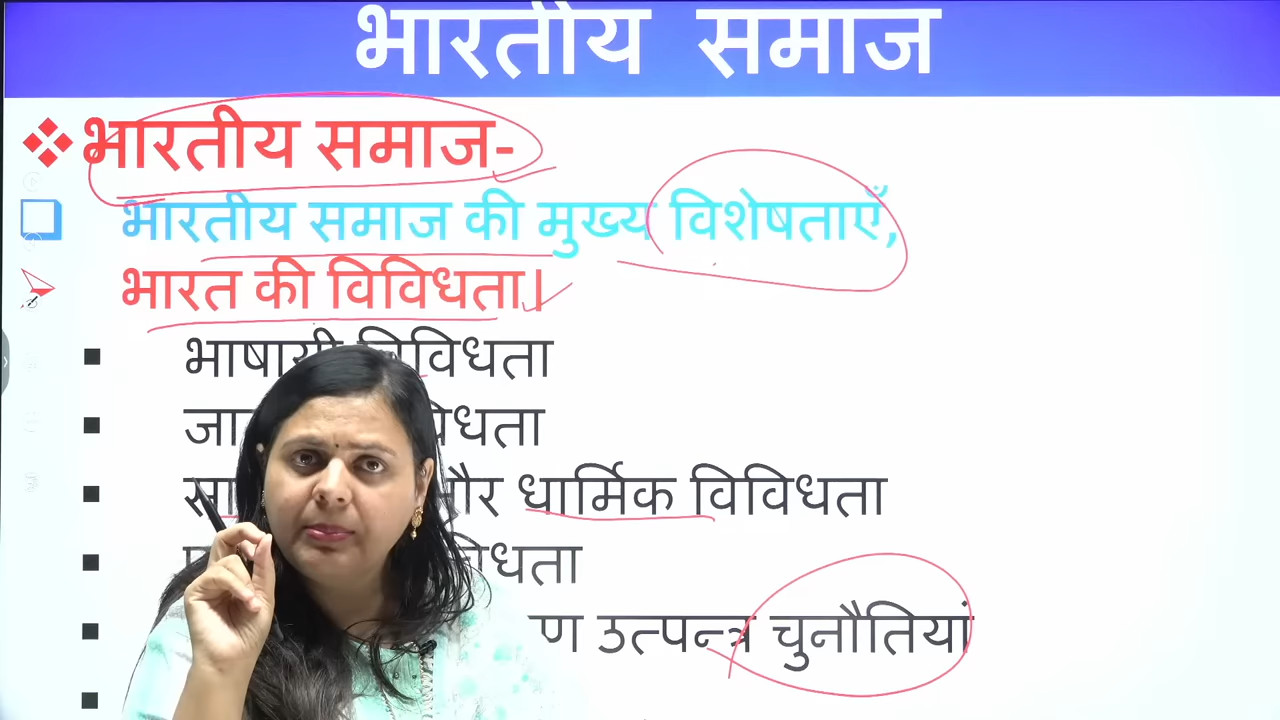 भारतीय समाज
भारतीय समाज-
भारतीय समाज की मुख्य विशेषताएँ,
भारत की विविधता।
भाषायी विविधता
विविधता
और धार्मिक विविधता
विविधता
उत्पन्न चुनौतियां